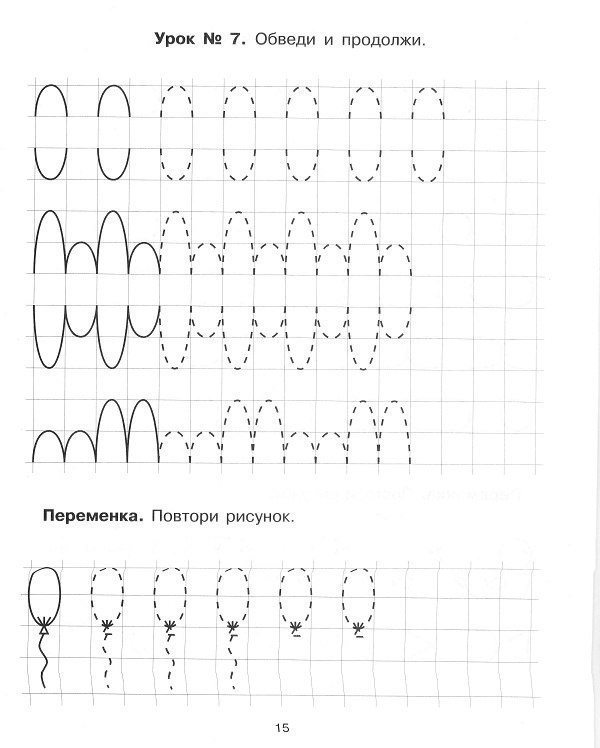 Урок № 7. Обведи и продолжи.
Переменка. Повтори рисунок.
15